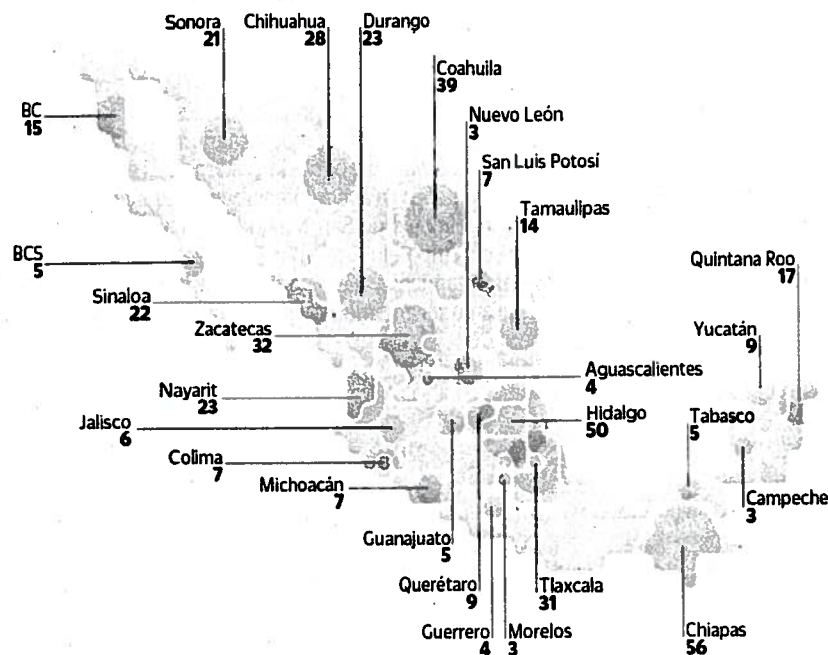 Sonora
21
Chihuahua
28
Durango
23
Coahuila
39
BC
15
Nuevo León
3
San Luis Potosí
7
Tamaulipas
14
BCS
5
Quintana Roo
17
Sinaloa
22
Zacatecas
32
Yucatán
9
Aguascalientes
4
Nayarit
23
Hidalgo
50
Tabasco
5
Jalisco
6
Colima
7
Michoacán
7
Campeche
3
Guanajuato
5
Querétaro
9
Tlaxcala
31
Guerrero
4
Morelos
3
Chiapas
56